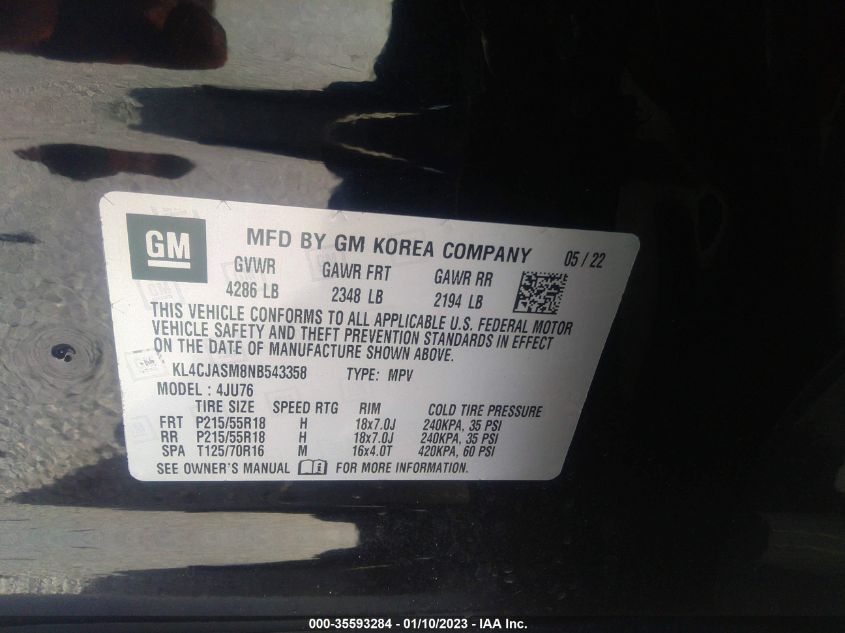 GM
MFD BY GM KOREA COMPANY 05 / 22
GVWR GAWR FRT GAWR RR
4286 LB 2348 LB 2194 LB
THIS VEHICLE CONFORMS TO ALL APPLICABLE U.S. FEDERAL MOTOR
VEHICLE SAFETY AND THEFT PREVENTION STANDARDS IN EFFECT
ON THE DATE OF MANUFACTURE SHOWN ABOVE.
KL4CJASM8NB543358 TYPE: MPV
MODEL : 4JU76
TIRE SIZE SPEED RTG RIM COLD TIRE PRESSURE
FRT P215/55R18 H 18x7.0J 240KPA, 35 PSI
RR P215/55R18 H 18x7.0J 240KPA, 35 PSI
SPA T125/70R16 M 16x4.0T 420KPA, 60 PSI
SEE OWNER'S MANUAL FOR MORE INFORMATION.
000-35593284 - 01/10/2023 - IAA Inc.